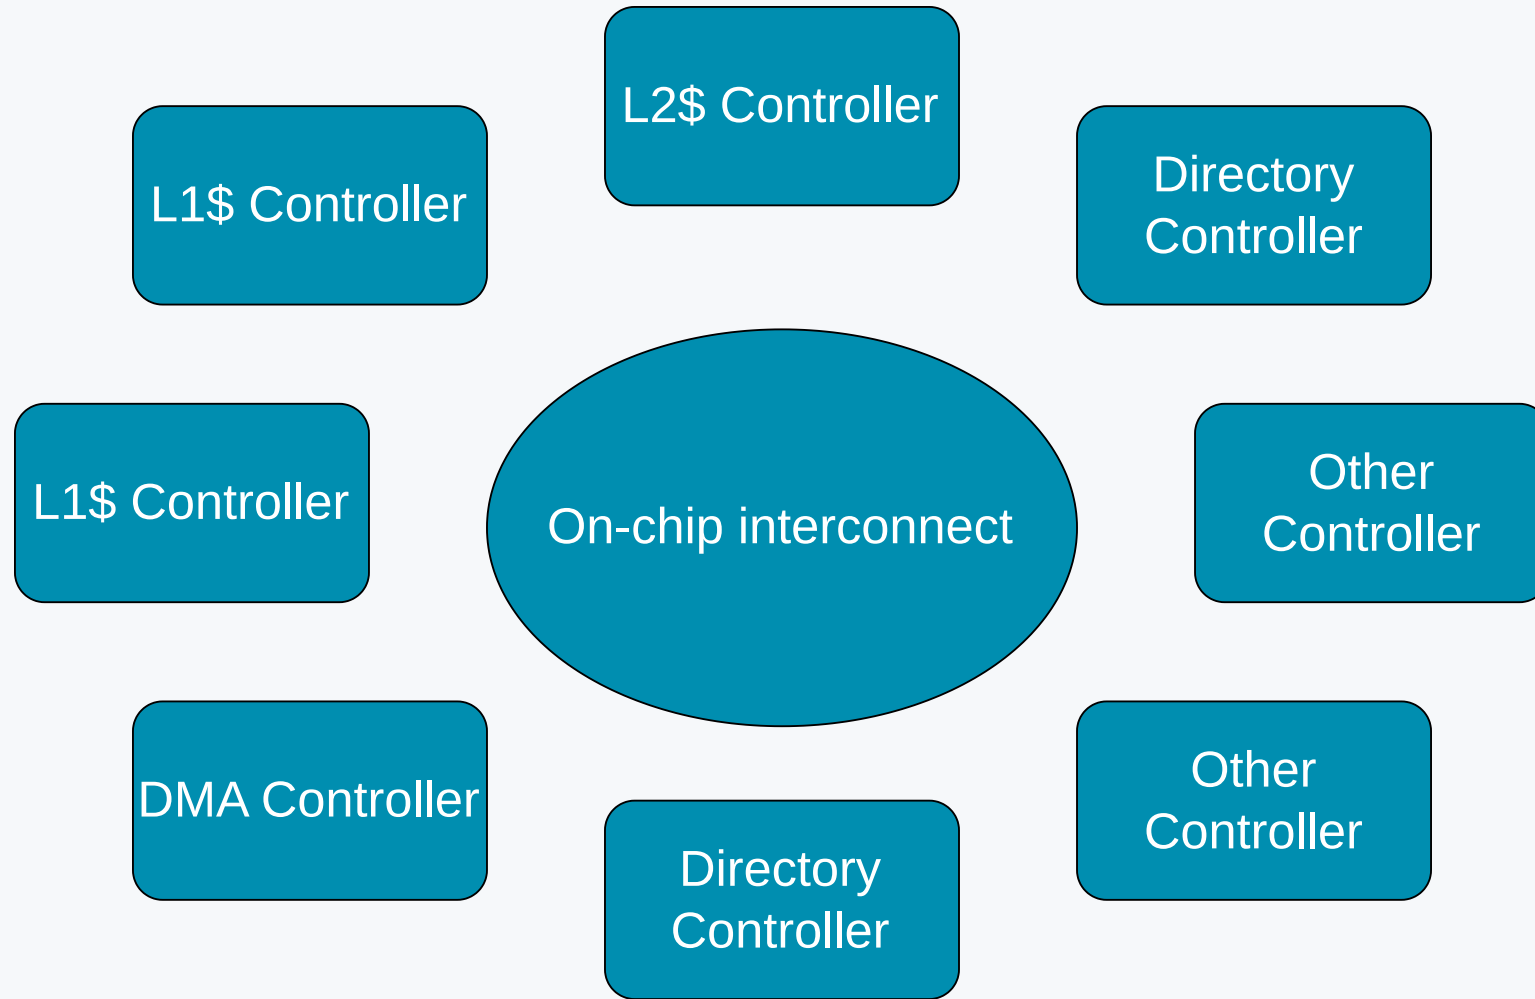 L2$ Controller
L1$ Controller
Directory
Controller
L1$ Controller
On-chip interconnect
Other
Controller
DMA Controller
Other
Controller
Directory
Controller